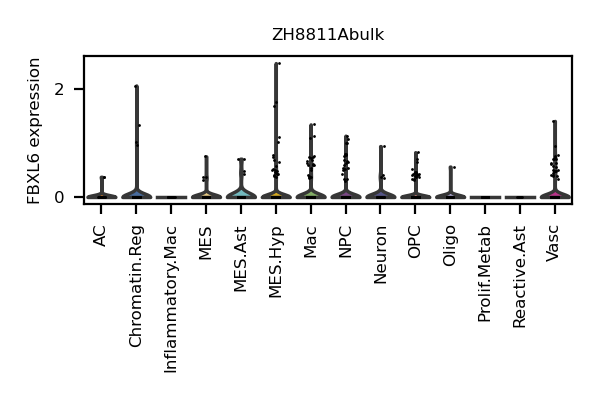 ZH8811Abulk
FBXL6 expression
2
0
AC
Chromatin.Reg
Inflammatory.Mac
MES
MES.Ast
MES.Hyp
Mac
NPC
Neuron
OPC
Oligo
Prolif.Metab
Reactive.Ast
Vasc